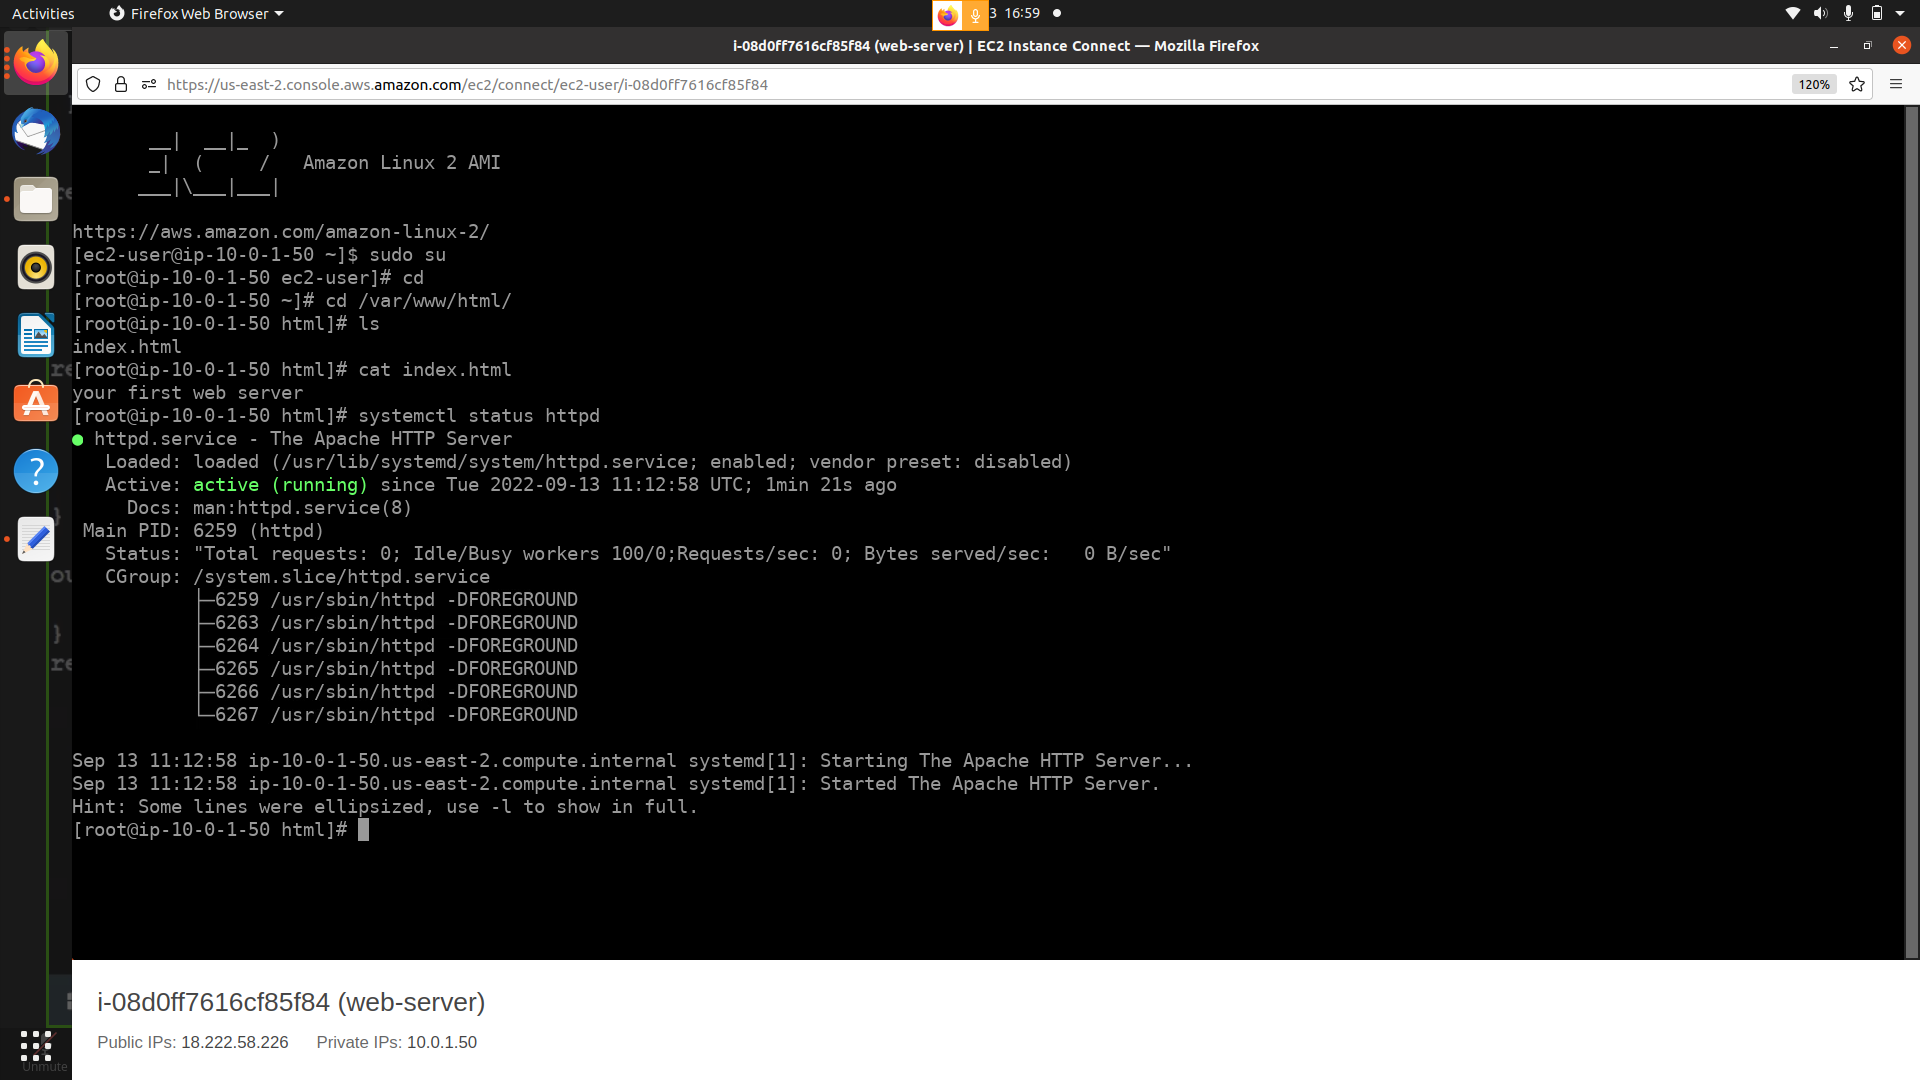 Activities
Firefox Web Browser
3 16:59
i-08d0ff7616cf85f84 (web-server) | EC2 Instance Connect — Mozilla Firefox
https://us-east-2.console.aws.amazon.com/ec2/connect/ec2-user/i-08d0ff7616cf85f84
120%
__|  __|_  )
_|  (     /   Amazon Linux 2 AMI
___|\___|___|
https://aws.amazon.com/amazon-linux-2/
[ec2-user@ip-10-0-1-50 ~]$ sudo su
[root@ip-10-0-1-50 ec2-user]# cd
[root@ip-10-0-1-50 ~]# cd /var/www/html/
[root@ip-10-0-1-50 html]# ls
index.html
[root@ip-10-0-1-50 html]# cat index.html
your first web server
[root@ip-10-0-1-50 html]# systemctl status httpd
● httpd.service - The Apache HTTP Server
Loaded: loaded (/usr/lib/systemd/system/httpd.service; enabled; vendor preset: disabled)
Active: active (running) since Tue 2022-09-13 11:12:58 UTC; 1min 21s ago
Docs: man:httpd.service(8)
Main PID: 6259 (httpd)
Status: "Total requests: 0; Idle/Busy workers 100/0;Requests/sec: 0; Bytes served/sec:   0 B/sec"
CGroup: /system.slice/httpd.service
├─6259 /usr/sbin/httpd -DFOREGROUND
├─6263 /usr/sbin/httpd -DFOREGROUND
├─6264 /usr/sbin/httpd -DFOREGROUND
├─6265 /usr/sbin/httpd -DFOREGROUND
├─6266 /usr/sbin/httpd -DFOREGROUND
└─6267 /usr/sbin/httpd -DFOREGROUND
Sep 13 11:12:58 ip-10-0-1-50.us-east-2.compute.internal systemd[1]: Starting The Apache HTTP Server...
Sep 13 11:12:58 ip-10-0-1-50.us-east-2.compute.internal systemd[1]: Started The Apache HTTP Server.
Hint: Some lines were ellipsized, use -l to show in full.
[root@ip-10-0-1-50 html]#
i-08d0ff7616cf85f84 (web-server)
Public IPs: 18.222.58.226 Private IPs: 10.0.1.50
Unmute